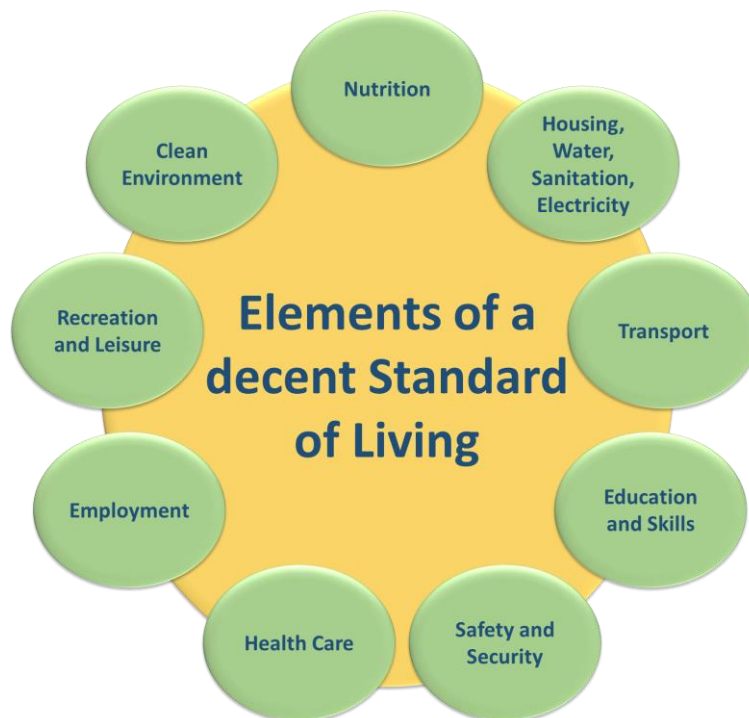 Nutrition
Housing,
Water,
Sanitation,
Electricity
Transport
Education
and Skills
Safety and
Security
Health Care
Employment
Recreation
and Leisure
Clean
Environment
Elements of a
decent Standard
of Living